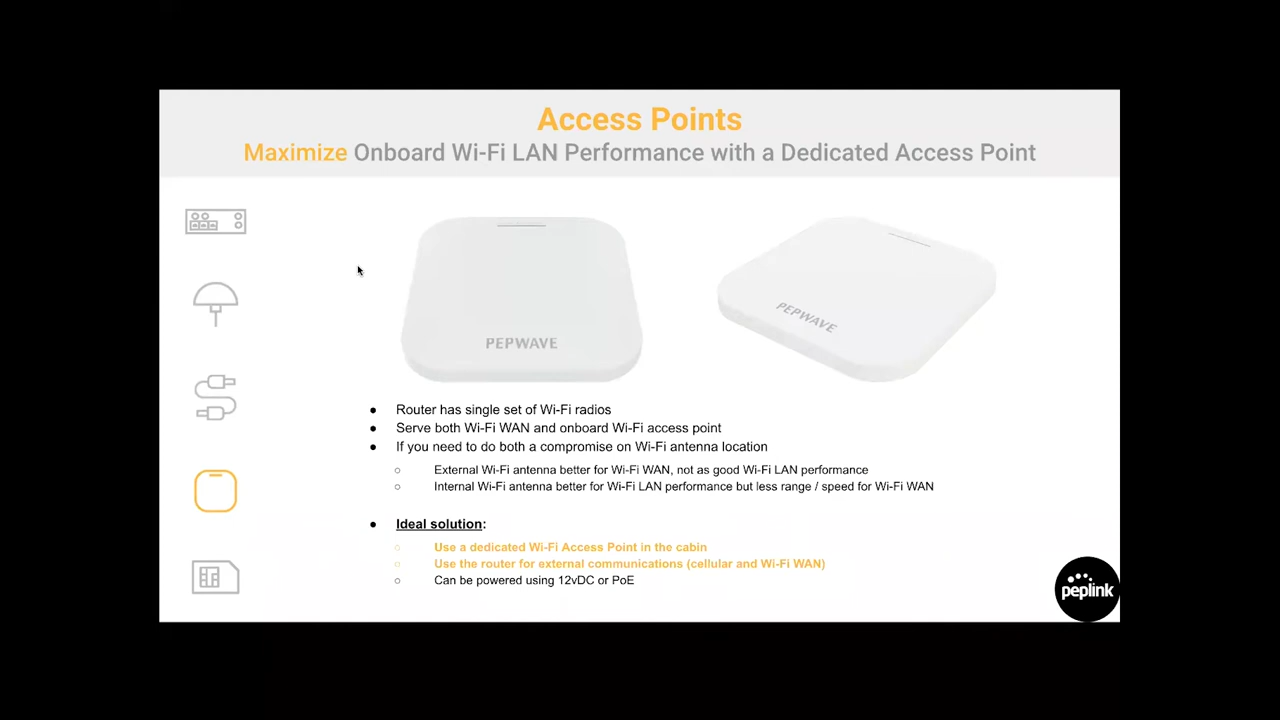 Access Points
Maximize Onboard Wi-Fi LAN Performance with a Dedicated Access Point
PEPWAVE
PEPWAVE
● Router has single set of Wi-Fi radios
● Serve both Wi-Fi WAN and onboard Wi-Fi access point
● If you need to do both a compromise on Wi-Fi antenna location
○ External Wi-Fi antenna better for Wi-Fi WAN, not as good Wi-Fi LAN performance
○ Internal Wi-Fi antenna better for Wi-Fi LAN performance but less range / speed for Wi-Fi WAN
● Ideal solution:
○ Use a dedicated Wi-Fi Access Point in the cabin
○ Use the router for external communications (cellular and Wi-Fi WAN)
○ Can be powered using 12vDC or PoE
peplink